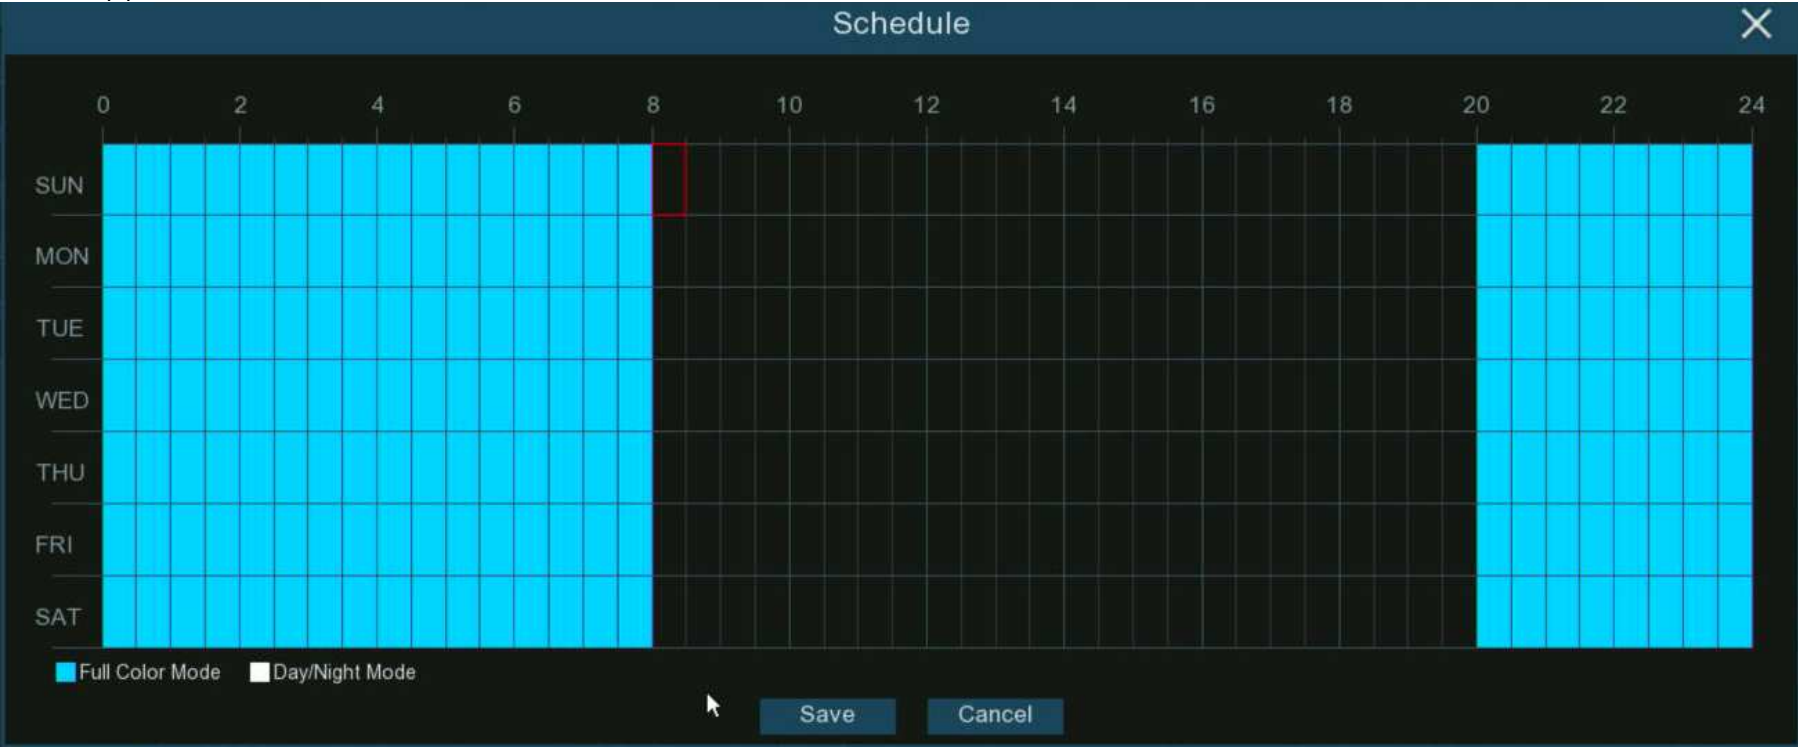 Schedule
0 2 4 6 8 10 12 14 16 18 20 22 24
SUN
MON
TUE
WED
THU
FRI
SAT
Full Color Mode Day/Night Mode
Save Cancel